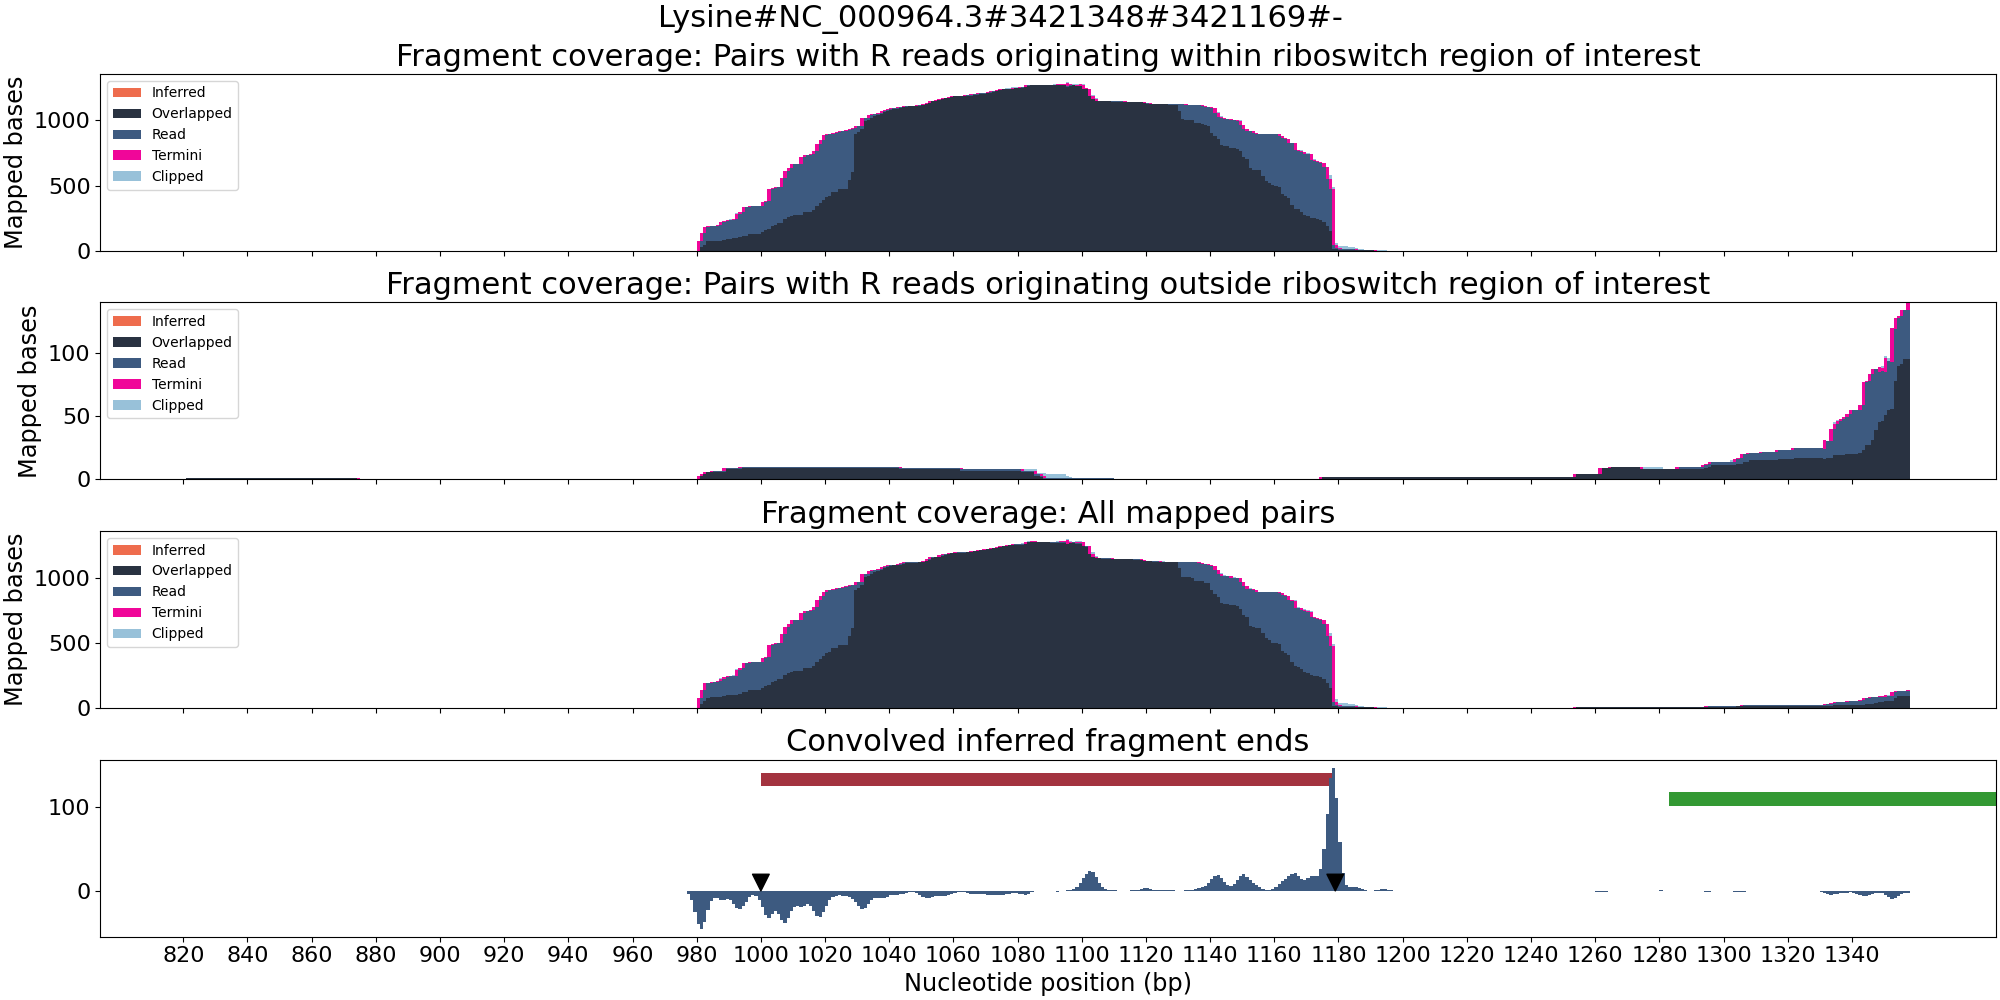 Lysine#NC_000964.3#3421348#3421169#-
Fragment coverage: Pairs with R reads originating within riboswitch region of interest
Mapped bases
1000
500
0
Inferred
Overlapped
Read
Termini
Clipped
Fragment coverage: Pairs with R reads originating outside riboswitch region of interest
Mapped bases
100
50
0
Inferred
Overlapped
Read
Termini
Clipped
Fragment coverage: All mapped pairs
Mapped bases
1000
500
0
Inferred
Overlapped
Read
Termini
Clipped
Convolved inferred fragment ends
100
0
820 840 860 880 900 920 940 960 980 1000 1020 1040 1060 1080 1100 1120 1140 1160 1180 1200 1220 1240 1260 1280 1300 1320 1340
Nucleotide position (bp)